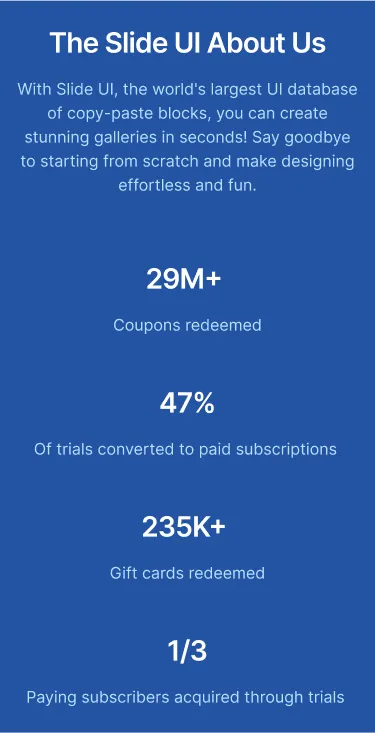 The Slide UI About Us
With Slide UI, the world's largest UI database
of copy-paste blocks, you can create
stunning galleries in seconds! Say goodbye
to starting from scratch and make designing
effortless and fun.
29M+
Coupons redeemed
47%
Of trials converted to paid subscriptions
235K+
Gift cards redeemed
1/3
Paying subscribers acquired through trials